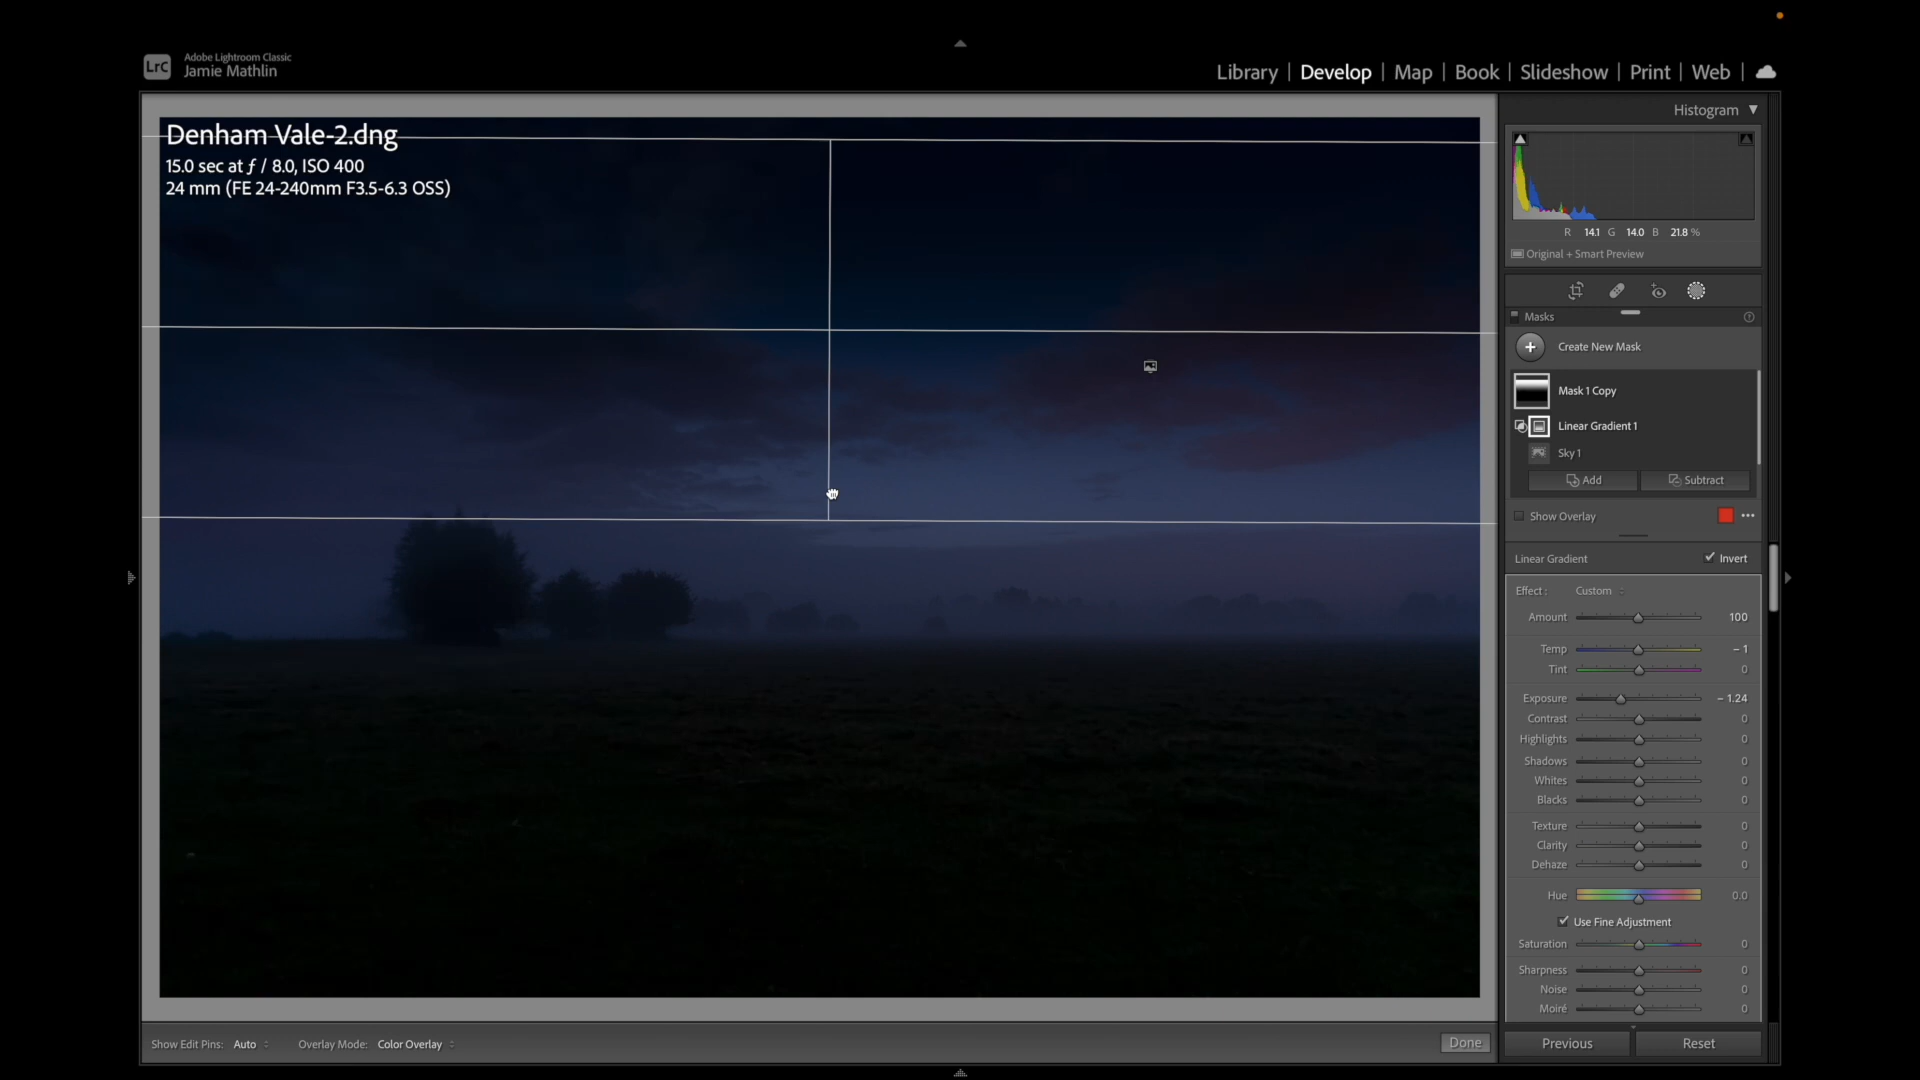 LrC
Adobe Lightroom Classic
Jamie Mathlin
Library | Develop | Map | Book | Slideshow | Print | Web |
Denham Vale-2.dng
15.0 sec at ƒ / 8.0, ISO 400
24 mm (FE 24-240mm F3.5-6.3 OSS)
Histogram
R 14.1 G 14.0 B 21.8 %
Original + Smart Preview
Masks
Create New Mask
Mask 1 Copy
Linear Gradient 1
Sky 1
Add Subtract
Show Overlay
Linear Gradient Invert
Effect : Custom
Amount 100
Temp – 1
Tint 0
Exposure – 1.24
Contrast 0
Highlights 0
Shadows 0
Whites 0
Blacks 0
Texture 0
Clarity 0
Dehaze 0
Hue 0.0
Use Fine Adjustment
Saturation 0
Sharpness 0
Noise 0
Moiré 0
Show Edit Pins: Auto Overlay Mode: Color Overlay Done
Previous Reset